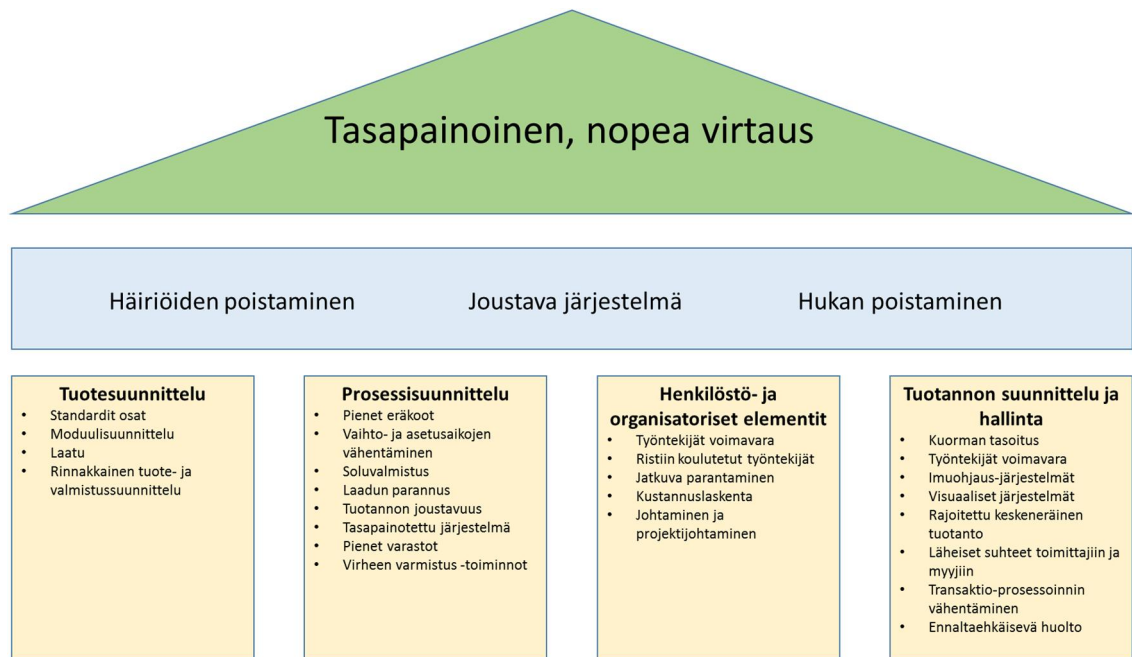 Tasapainoinen, nopea virtaus
Häiriöiden poistaminen
Joustava järjestelmä
Hukan poistaminen
Tuotesuunnittelu
• Standardit osat
• Moduulisuunnittelu
• Laatu
• Rinnakkainen tuote- ja
valmistussuunnittelu
Prosessisuunnittelu
• Pienet eräkoot
• Vaihto- ja asetusaikojen
vähentäminen
• Soluvalmistus
• Laadun parannus
• Tuotannon joustavuus
• Tasapainotettu järjestelmä
• Pienet varastot
• Virheen varmistus -toiminnot
Henkilöstö- ja
organisatoriset elementit
• Työntekijät voimavara
• Ristiin koulutetut työntekijät
• Jatkuva parantaminen
• Kustannuslaskenta
• Johtaminen ja
projektijohtaminen
Tuotannon suunnittelu ja
hallinta
• Kuorman tasoitus
• Työntekijät voimavara
• Imuohjaus-järjestelmät
• Visuaaliset järjestelmät
• Rajoitettu keskeneräinen
tuotanto
• Läheiset suhteet toimittajiin ja
myyjiin
• Transaktio-prosessoinnin
vähentäminen
• Ennaltaehkäisevä huolto